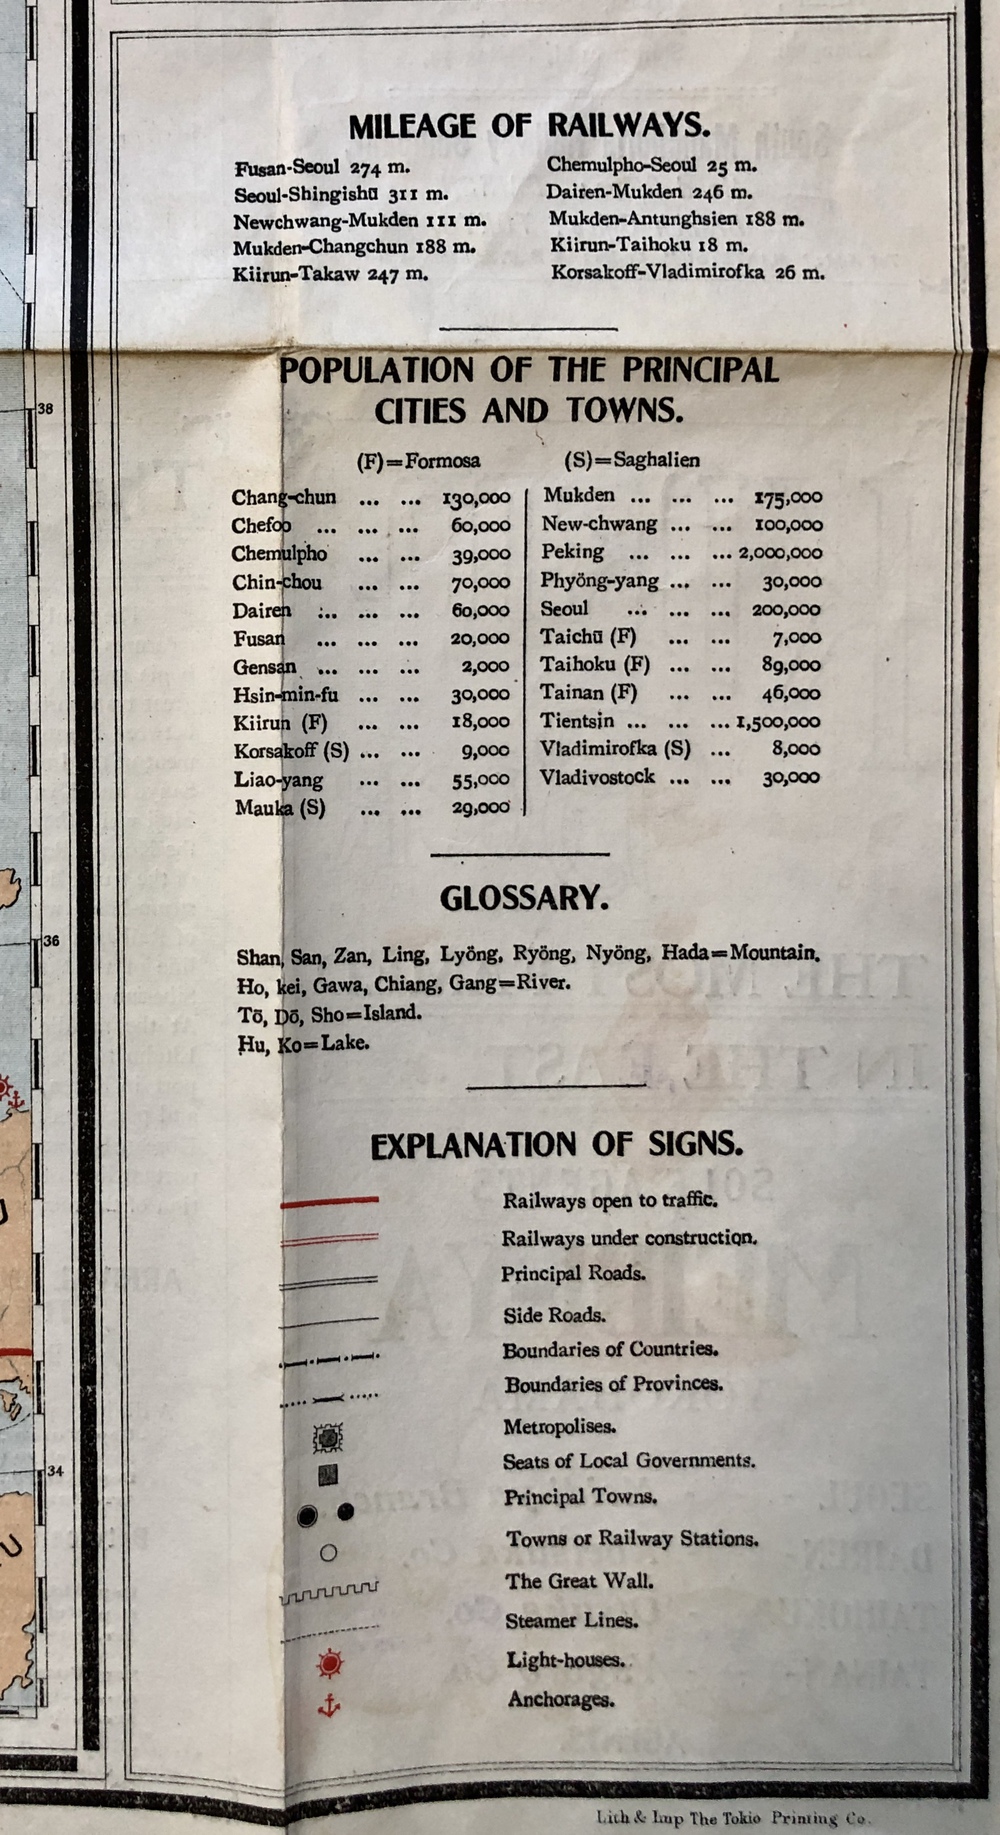 MILEAGE OF RAILWAYS.
Fusan-Seoul 274 m.
Seoul-Shingishū 311 m.
Newchwang-Mukden 111 m.
Mukden-Changchun 188 m.
Kiirun-Takaw 247 m.
Chemulpho-Seoul 25 m.
Dairen-Mukden 246 m.
Mukden-Antunghsien 188 m.
Kiirun-Taihoku 18 m.
Korsakoff-Vladimirofka 26 m.
POPULATION OF THE PRINCIPAL
CITIES AND TOWNS.
(F)=Formosa (S)=Saghalien
Chang-chun ... ... 130,000
Chefoo ... ... ... 60,000
Chemulpho ... ... 39,000
Chin-chou ... ... 70,000
Dairen ... ... ... 60,000
Fusan ... ... ... 20,000
Gensan ... ... ... 2,000
Hsin-min-fu ... ... 30,000
Kiirun (F) ... ... 18,000
Korsakoff (S) ... ... 9,000
Liao-yang ... ... 55,000
Mauka (S) ... ... 29,000
Mukden ... ... ... 175,000
New-chwang ... ... 100,000
Peking ... ... ... 2,000,000
Phyöng-yang ... ... 30,000
Seoul ... ... ... 200,000
Taichū (F) ... ... 7,000
Taihoku (F) ... ... 89,000
Tainan (F) ... ... 46,000
Tientsin ... ... ... 1,500,000
Vladimirofka (S) ... 8,000
Vladivostock ... ... 30,000
GLOSSARY.
Shan, San, Zan, Ling, Lyöng, Ryöng, Nyöng, Hada=Mountain.
Ho, kei, Gawa, Chiang, Gang=River.
Tō, Dō, Sho=Island.
Hu, Ko=Lake.
EXPLANATION OF SIGNS.
Railways open to traffic.
Railways under construction.
Principal Roads.
Side Roads.
Boundaries of Countries.
Boundaries of Provinces.
Metropolises.
Seats of Local Governments.
Principal Towns.
Towns or Railway Stations.
The Great Wall.
Steamer Lines.
Light-houses.
Anchorages.
38
36
34
Lith & Imp The Tokio Printing Co.